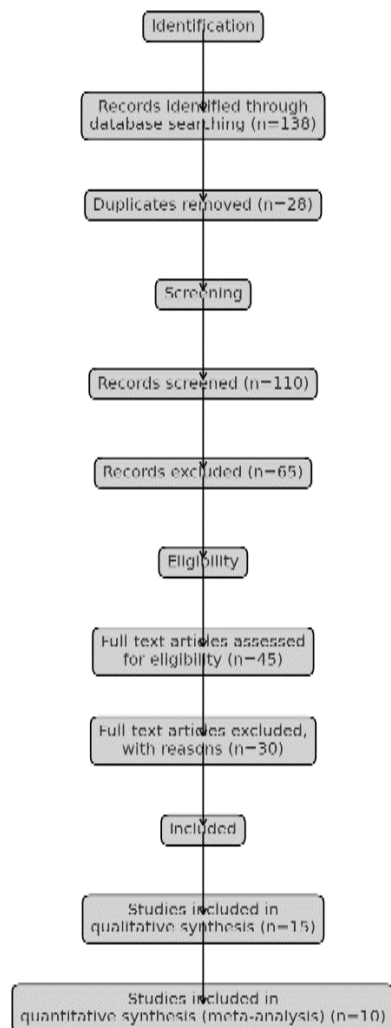 Identification
Records identified through
database searching (n=138)
Duplicates removed (n=28)
Screening
Records screened (n=110)
Records excluded (n=65)
Eligibility
Full text articles assessed
for eligibility (n=45)
Full text articles excluded,
with reasons (n=30)
Included
Studies included in
qualitative synthesis (n=15)
Studies included in
quantitative synthesis (meta-analysis) (n=10)